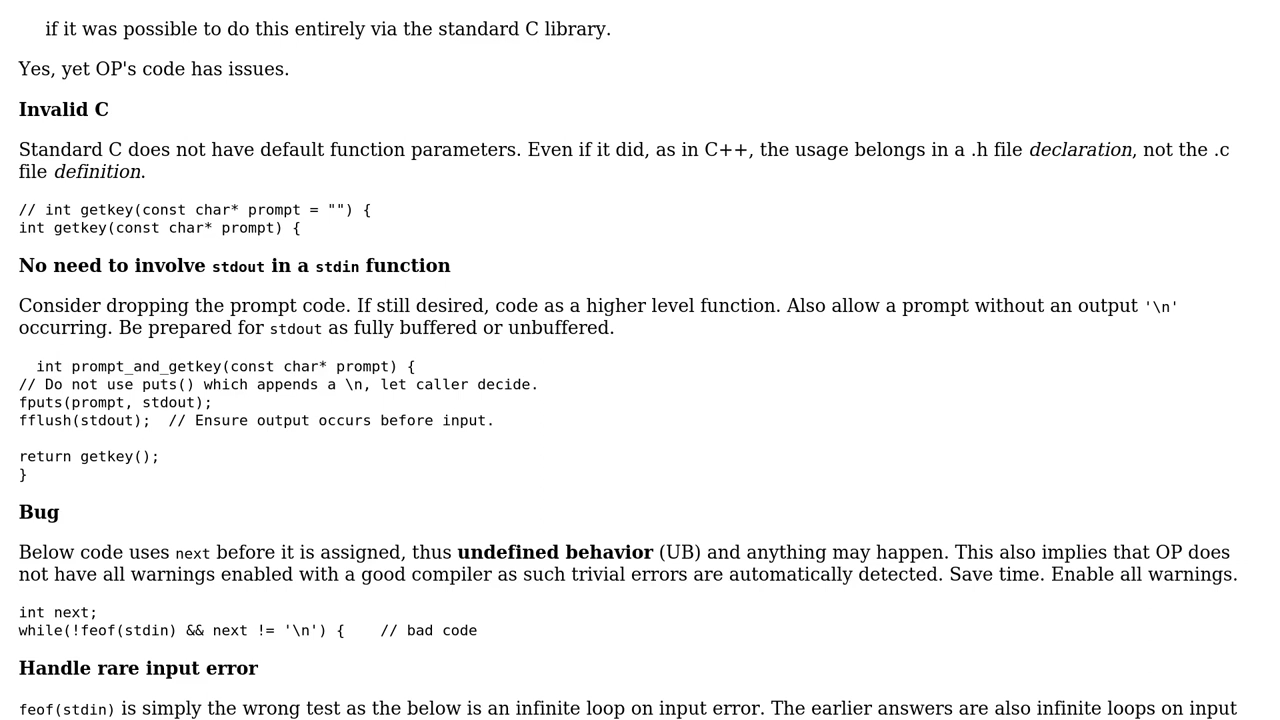 if it was possible to do this entirely via the standard C library.
Yes, yet OP's code has issues.
Invalid C
Standard C does not have default function parameters. Even if it did, as in C++, the usage belongs in a .h file declaration, not the .c
file definition.
// int getkey(const char* prompt = "") {
int getkey(const char* prompt) {
No need to involve stdout in a stdin function
Consider dropping the prompt code. If still desired, code as a higher level function. Also allow a prompt without an output '\n'
occurring. Be prepared for stdout as fully buffered or unbuffered.
  int prompt_and_getkey(const char* prompt) {
// Do not use puts() which appends a \n, let caller decide.
fputs(prompt, stdout);
fflush(stdout);  // Ensure output occurs before input.

return getkey();
}
Bug
Below code uses next before it is assigned, thus undefined behavior (UB) and anything may happen. This also implies that OP does
not have all warnings enabled with a good compiler as such trivial errors are automatically detected. Save time. Enable all warnings.
int next;
while(!feof(stdin) && next != '\n') {    // bad code
Handle rare input error
feof(stdin) is simply the wrong test as the below is an infinite loop on input error. The earlier answers are also infinite loops on input